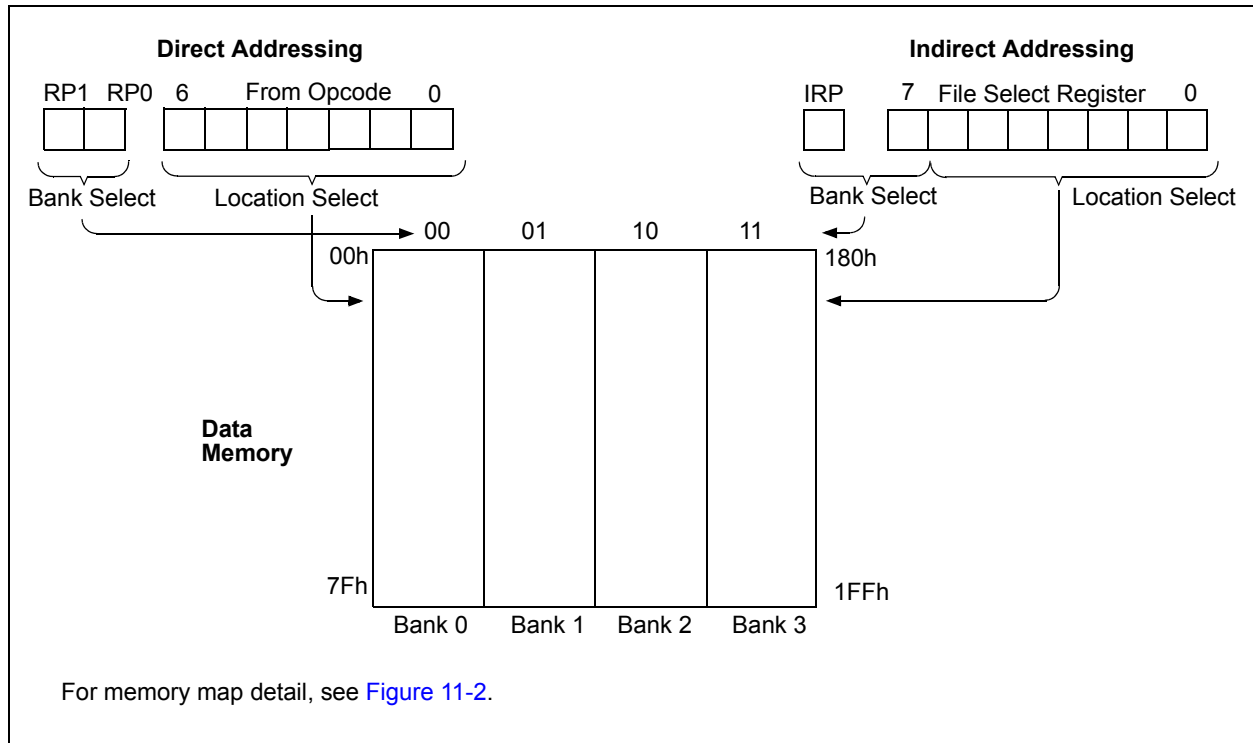 Direct Addressing
Indirect Addressing
RP1 RP0 6 From Opcode 0
IRP 7 File Select Register 0
Bank Select Location Select
Bank Select Location Select
00 01 10 11
00h
180h
Data
Memory
7Fh
1FFh
Bank 0 Bank 1 Bank 2 Bank 3
For memory map detail, see Figure 11-2.